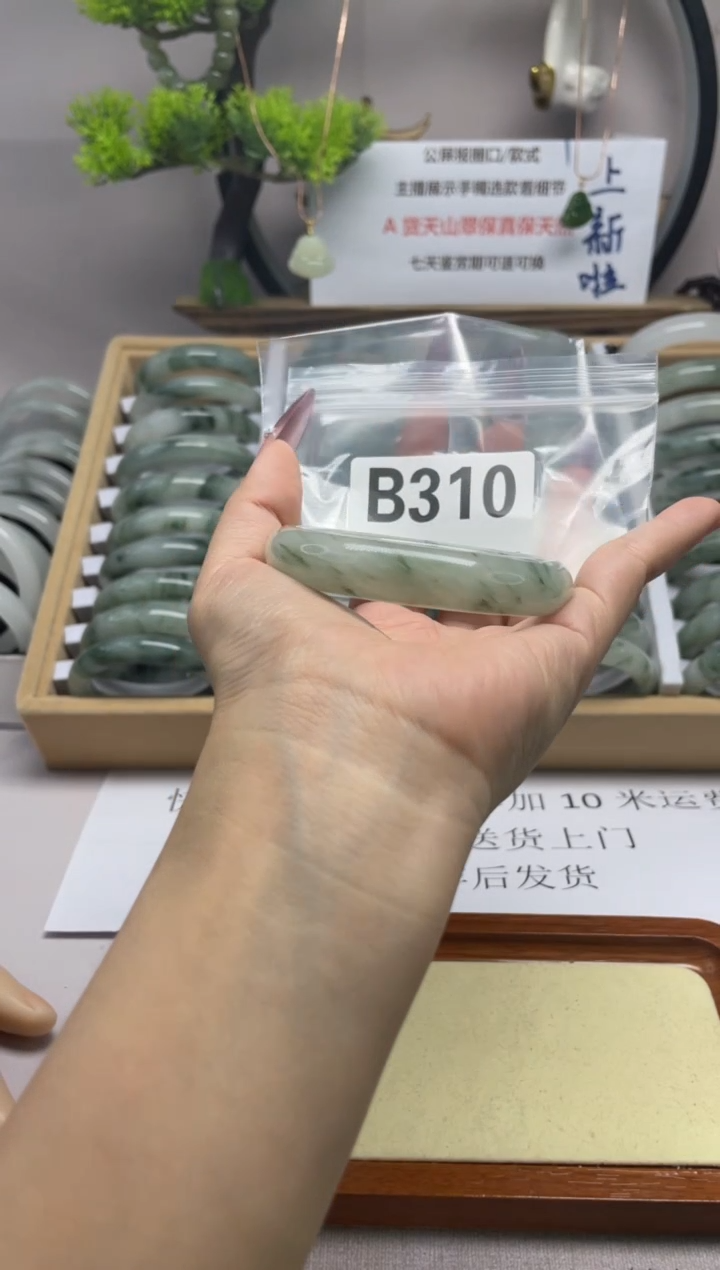 公屏报圈口/款式
主播展示手镯选款看细节
A货天山翠保真保天然
七天鉴赏期可退可换
上新啦
B310
加 10 米运费
送货上门
后发货